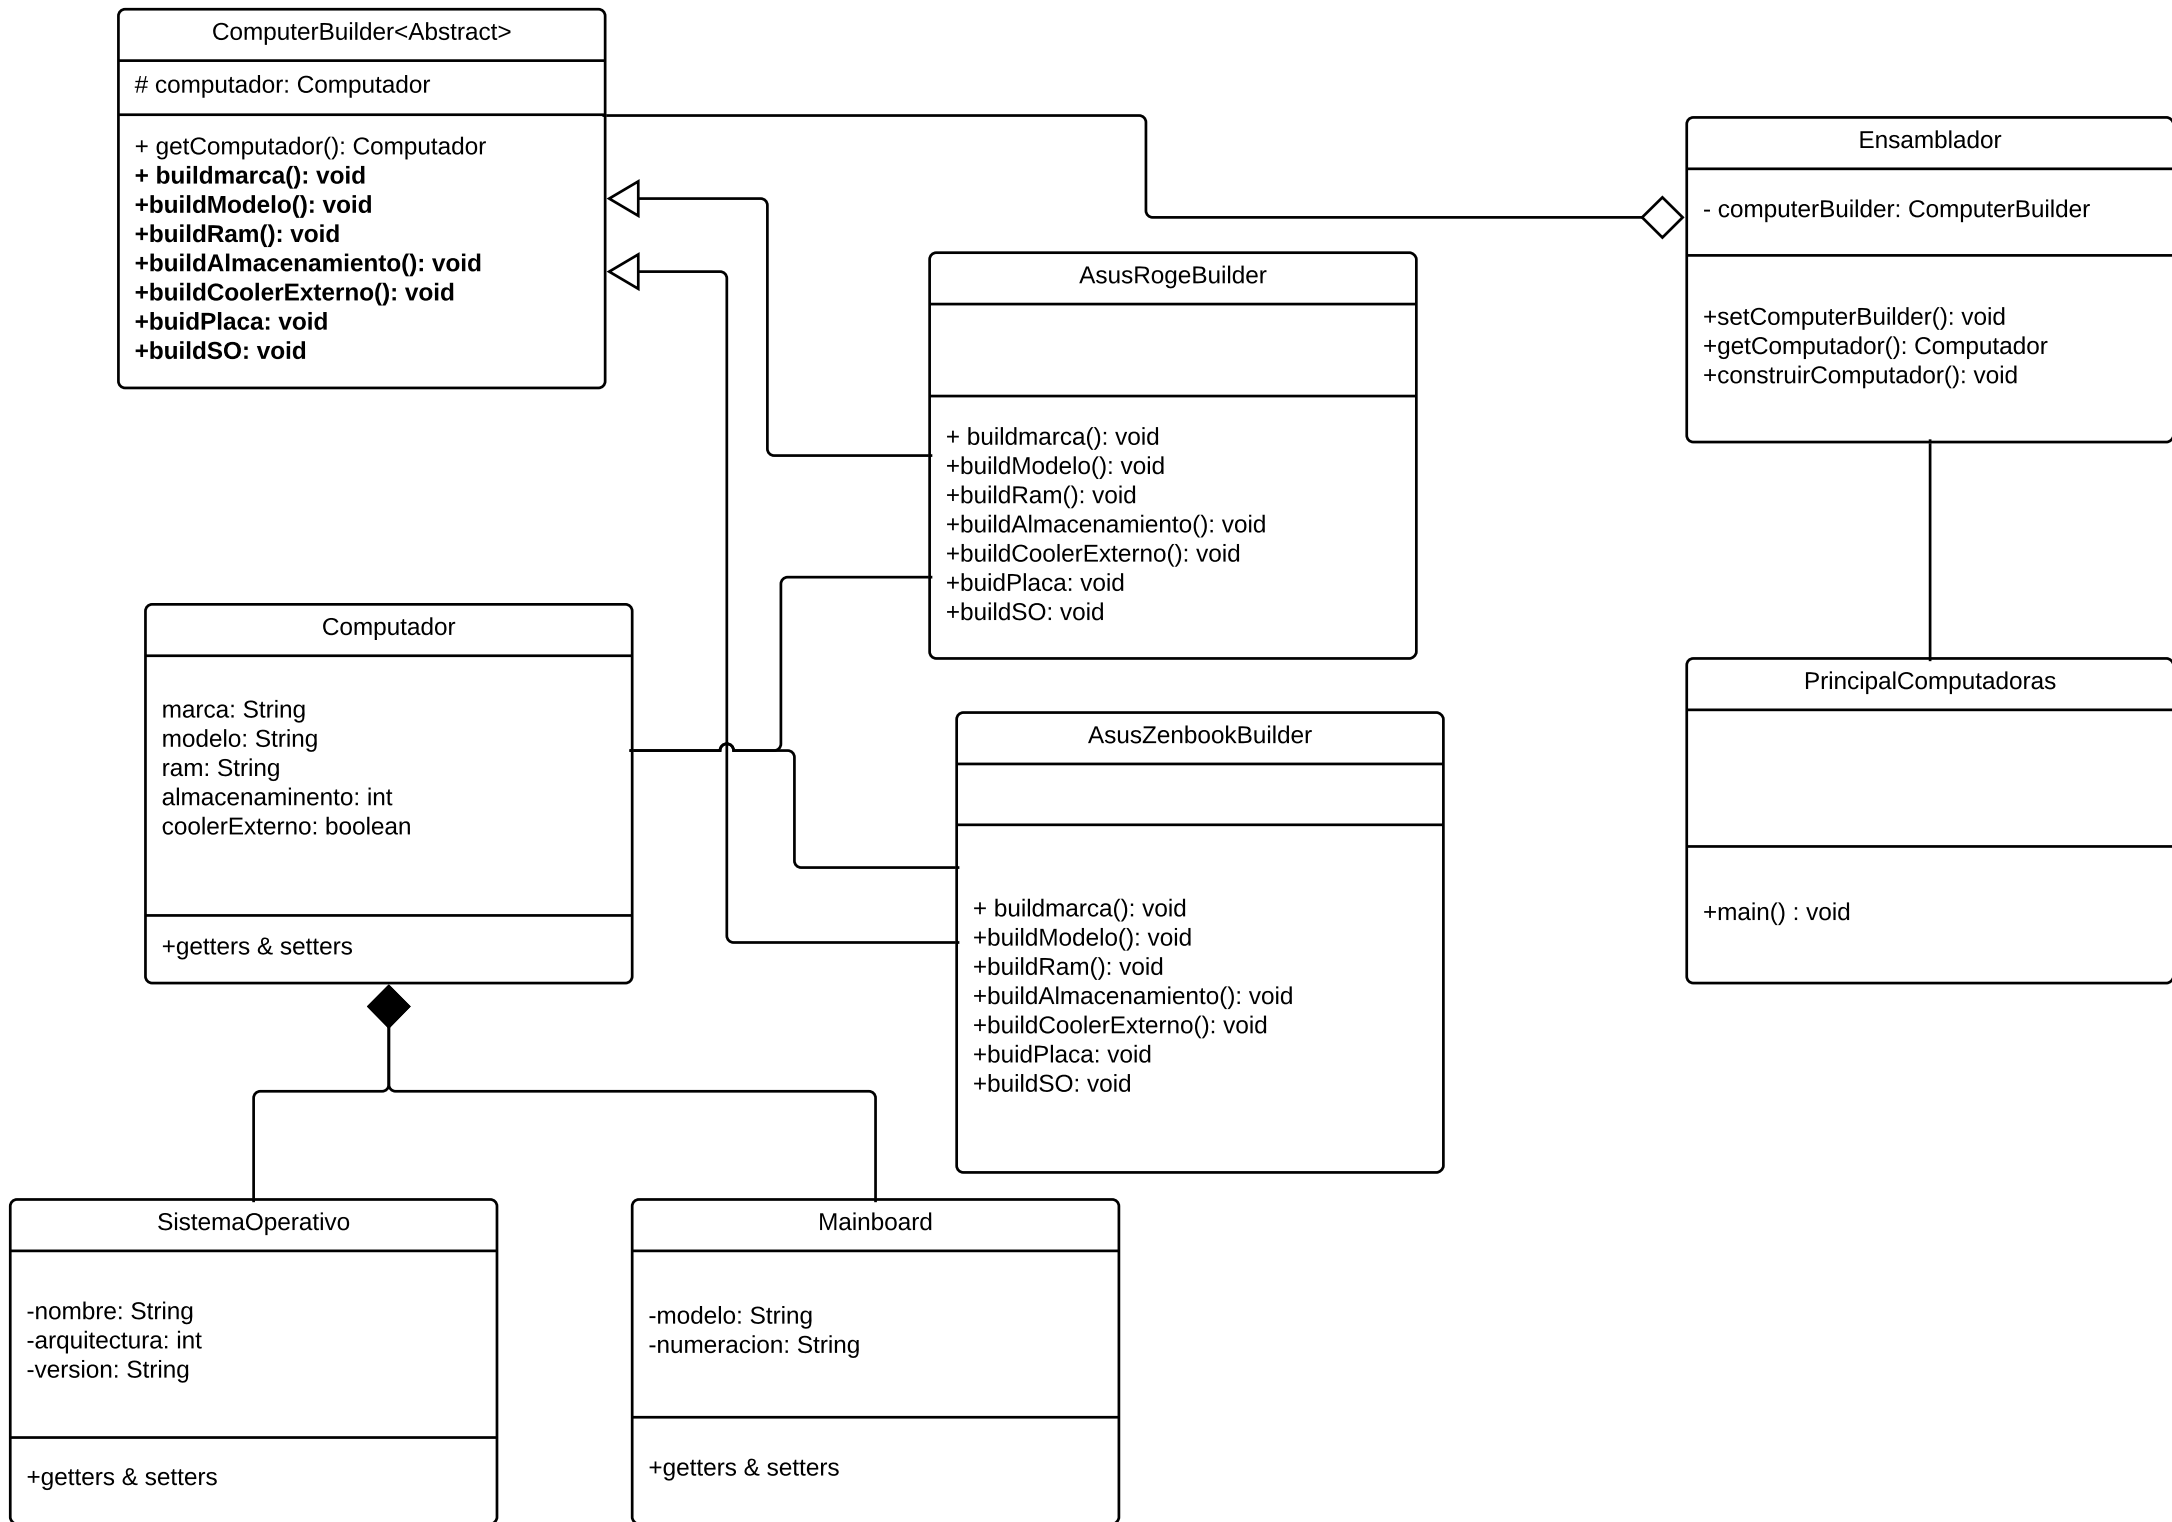 ComputerBuilder<Abstract>
# computador: Computador
+ getComputador(): Computador
+ buildmarca(): void
+buildModelo(): void
+buildRam(): void
+buildAlmacenamiento(): void
+buildCoolerExterno(): void
+buidPlaca: void
+buildSO: void
Ensamblador
- computerBuilder: ComputerBuilder
+setComputerBuilder(): void
+getComputador(): Computador
+construirComputador(): void
AsusRogeBuilder
+ buildmarca(): void
+buildModelo(): void
+buildRam(): void
+buildAlmacenamiento(): void
+buildCoolerExterno(): void
+buidPlaca: void
+buildSO: void
Computador
marca: String
modelo: String
ram: String
almacenaminento: int
coolerExterno: boolean
+getters & setters
AsusZenbookBuilder
+ buildmarca(): void
+buildModelo(): void
+buildRam(): void
+buildAlmacenamiento(): void
+buildCoolerExterno(): void
+buidPlaca: void
+buildSO: void
PrincipalComputadoras
+main() : void
SistemaOperativo
-nombre: String
-arquitectura: int
-version: String
+getters & setters
Mainboard
-modelo: String
-numeracion: String
+getters & setters